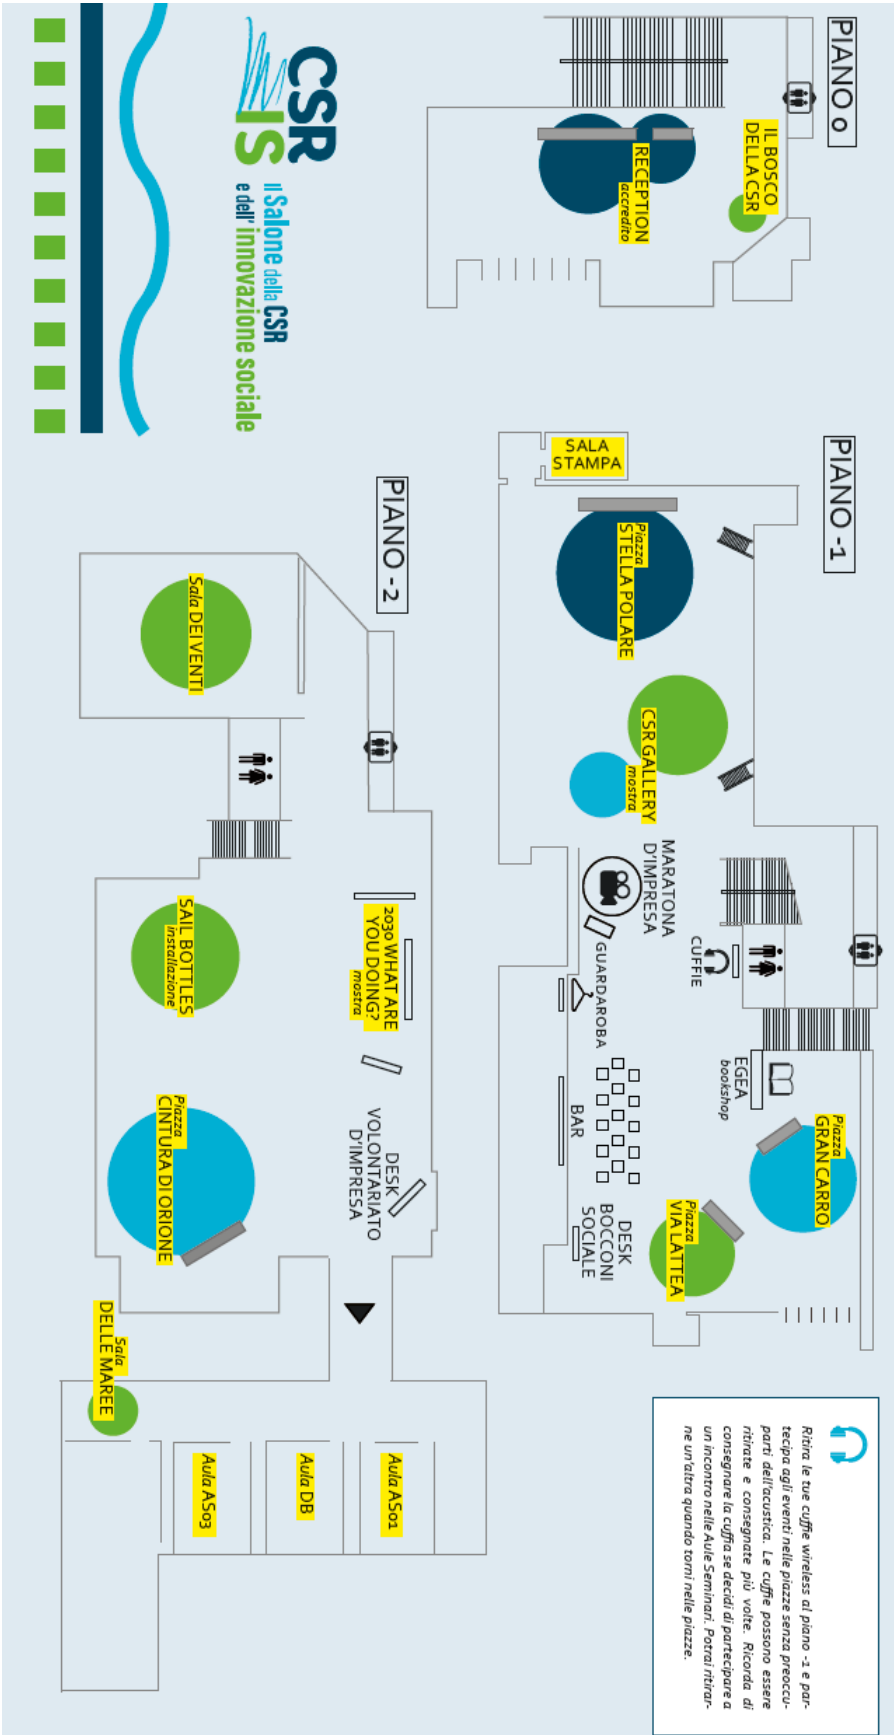 CSR
IS
Il Salone della CSR
e dell'innovazione sociale
PIANO 0
IL BOSCO
DELLA CSR
RECEPTION
accredito
PIANO -1
SALA
STAMPA
Piazza
STELLA POLARE
CSR GALLERY
mostra
MARATONA
D'IMPRESA
CUFFIE
GUARDAROBA
EGEA
bookshop
BAR
Piazza
GRAN CARRO
Piazza
VIA LATTEA
DESK
BOCCONI
SOCIALE
PIANO -2
Sala DEI VENTI
2030 WHAT ARE
YOU DOING?
mostra
SAIL BOTTLES
installazione
Piazza
CINTURA DI ORIONE
DESK
VOLONTARIATO
D'IMPRESA
Sala
DELLE MAREE
Aula AS01
Aula DB
Aula AS03
Ritira le tue cuffie wireless al piano -1 e par-
tecipa agli eventi nelle piazze senza preoccu-
parti dell'acustica. Le cuffie possono essere
ritirate e consegnate più volte. Ricorda di
consegnare la cuffia se decidi di partecipare a
un incontro nelle Aule Seminari. Potrai ritirar-
ne un'altra quando torni nelle piazze.